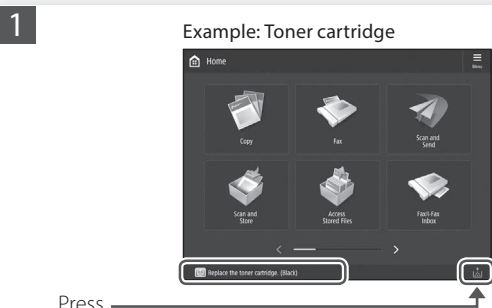 1
Example: Toner cartridge
Home
Menu
Copy
Fax
Scan and
Send
Scan and
Store
Access
Stored Files
Fax/I-Fax
Inbox
Replace the toner cartridge. (Black)
Press